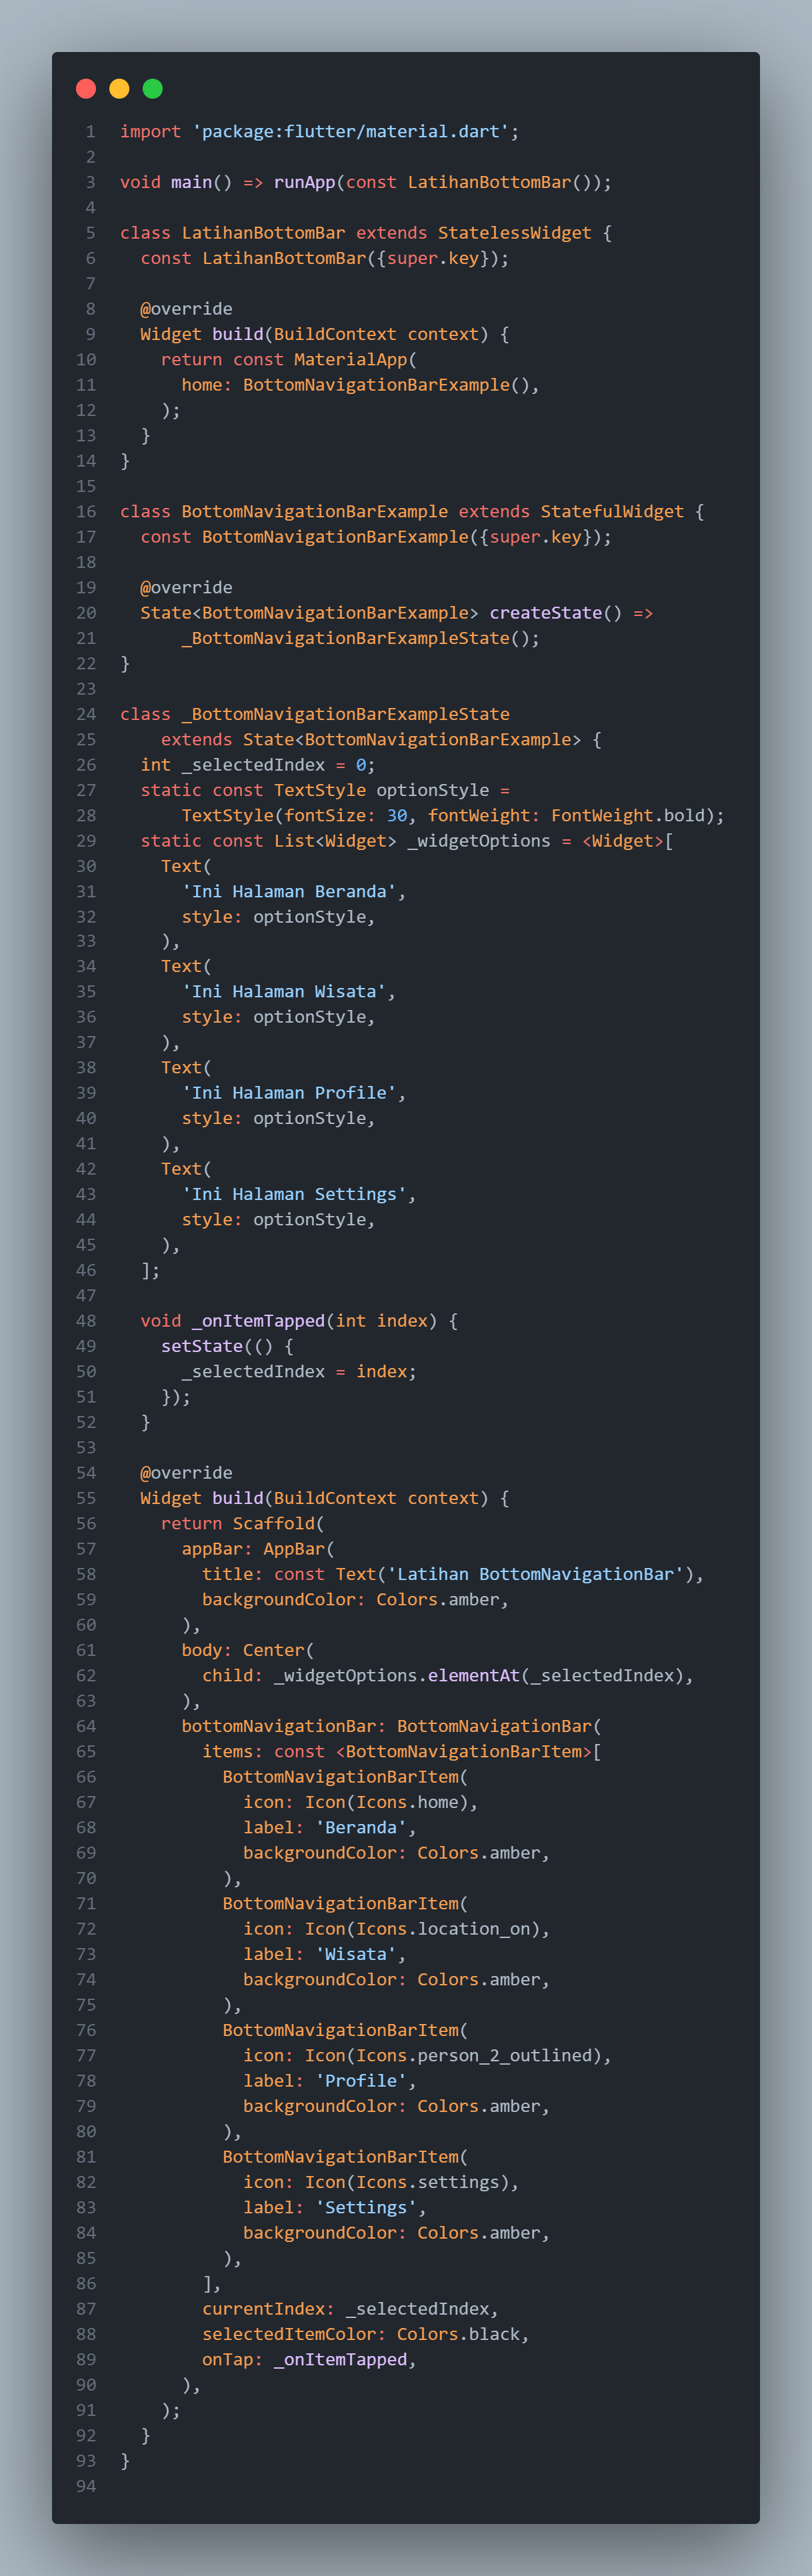 1 import 'package:flutter/material.dart';
2
3 void main() => runApp(const LatihanBottomBar());
4
5 class LatihanBottomBar extends StatelessWidget {
6   const LatihanBottomBar({super.key});
7
8   @override
9   Widget build(BuildContext context) {
10     return const MaterialApp(
11       home: BottomNavigationBarExample(),
12     );
13   }
14 }
15
16 class BottomNavigationBarExample extends StatefulWidget {
17   const BottomNavigationBarExample({super.key});
18
19   @override
20   State<BottomNavigationBarExample> createState() =>
21       _BottomNavigationBarExampleState();
22 }
23
24 class _BottomNavigationBarExampleState
25     extends State<BottomNavigationBarExample> {
26   int _selectedIndex = 0;
27   static const TextStyle optionStyle =
28       TextStyle(fontSize: 30, fontWeight: FontWeight.bold);
29   static const List<Widget> _widgetOptions = <Widget>[
30     Text(
31       'Ini Halaman Beranda',
32       style: optionStyle,
33     ),
34     Text(
35       'Ini Halaman Wisata',
36       style: optionStyle,
37     ),
38     Text(
39       'Ini Halaman Profile',
40       style: optionStyle,
41     ),
42     Text(
43       'Ini Halaman Settings',
44       style: optionStyle,
45     ),
46   ];
47
48   void _onItemTapped(int index) {
49     setState(() {
50       _selectedIndex = index;
51     });
52   }
53
54   @override
55   Widget build(BuildContext context) {
56     return Scaffold(
57       appBar: AppBar(
58         title: const Text('Latihan BottomNavigationBar'),
59         backgroundColor: Colors.amber,
60       ),
61       body: Center(
62         child: _widgetOptions.elementAt(_selectedIndex),
63       ),
64       bottomNavigationBar: BottomNavigationBar(
65         items: const <BottomNavigationBarItem>[
66           BottomNavigationBarItem(
67             icon: Icon(Icons.home),
68             label: 'Beranda',
69             backgroundColor: Colors.amber,
70           ),
71           BottomNavigationBarItem(
72             icon: Icon(Icons.location_on),
73             label: 'Wisata',
74             backgroundColor: Colors.amber,
75           ),
76           BottomNavigationBarItem(
77             icon: Icon(Icons.person_2_outlined),
78             label: 'Profile',
79             backgroundColor: Colors.amber,
80           ),
81           BottomNavigationBarItem(
82             icon: Icon(Icons.settings),
83             label: 'Settings',
84             backgroundColor: Colors.amber,
85           ),
86         ],
87         currentIndex: _selectedIndex,
88         selectedItemColor: Colors.black,
89         onTap: _onItemTapped,
90       ),
91     );
92   }
93 }
94